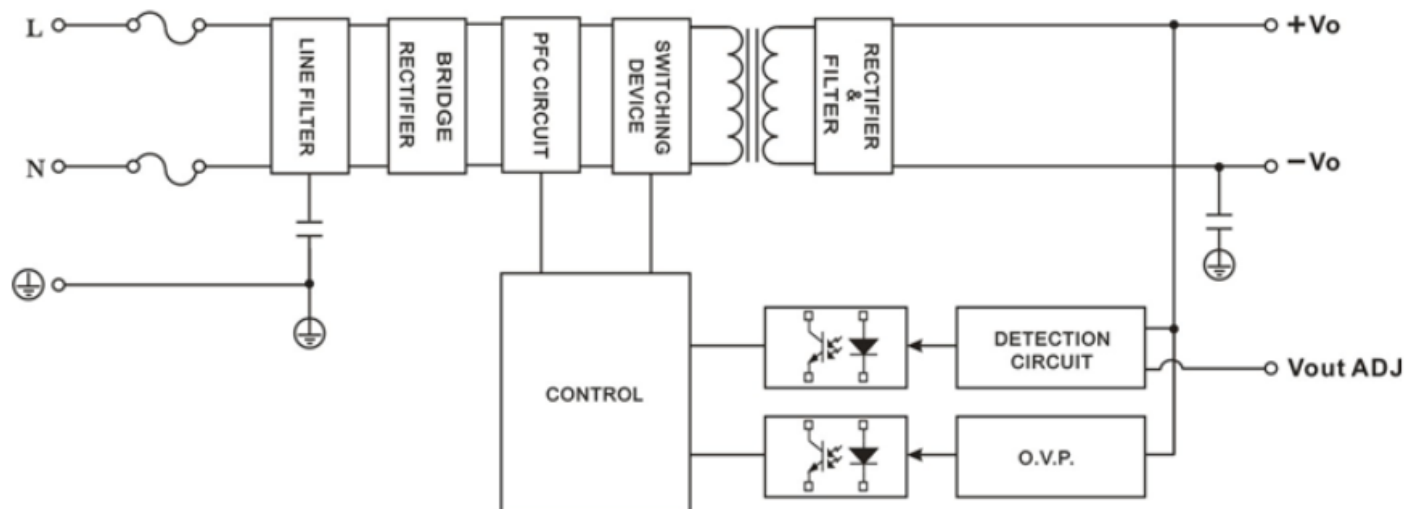 L
N
LINE FILTER
BRIDGE
RECTIFIER
PFC CIRCUIT
SWITCHING
DEVICE
RECTIFIER
&
FILTER
+Vo
−Vo
CONTROL
DETECTION
CIRCUIT
Vout ADJ
O.V.P.